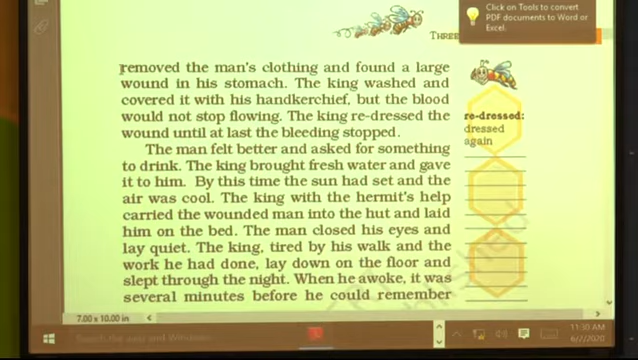 Click on Tools to convert
PDF documents to Word or
Excel.
THREE
removed the man's clothing and found a large
wound in his stomach. The king washed and
covered it with his handkerchief, but the blood
would not stop flowing. The king re-dressed the
wound until at last the bleeding stopped.
The man felt better and asked for something
to drink. The king brought fresh water and gave
it to him. By this time the sun had set and the
air was cool. The king with the hermit's help
carried the wounded man into the hut and laid
him on the bed. The man closed his eyes and
lay quiet. The king, tired by his walk and the
work he had done, lay down on the floor and
slept through the night. When he awoke, it was
several minutes before he could remember
re-dressed:
dressed
again
7.00 x 10.00 in
Search the web and Windows
11:30 AM
6/7/2020